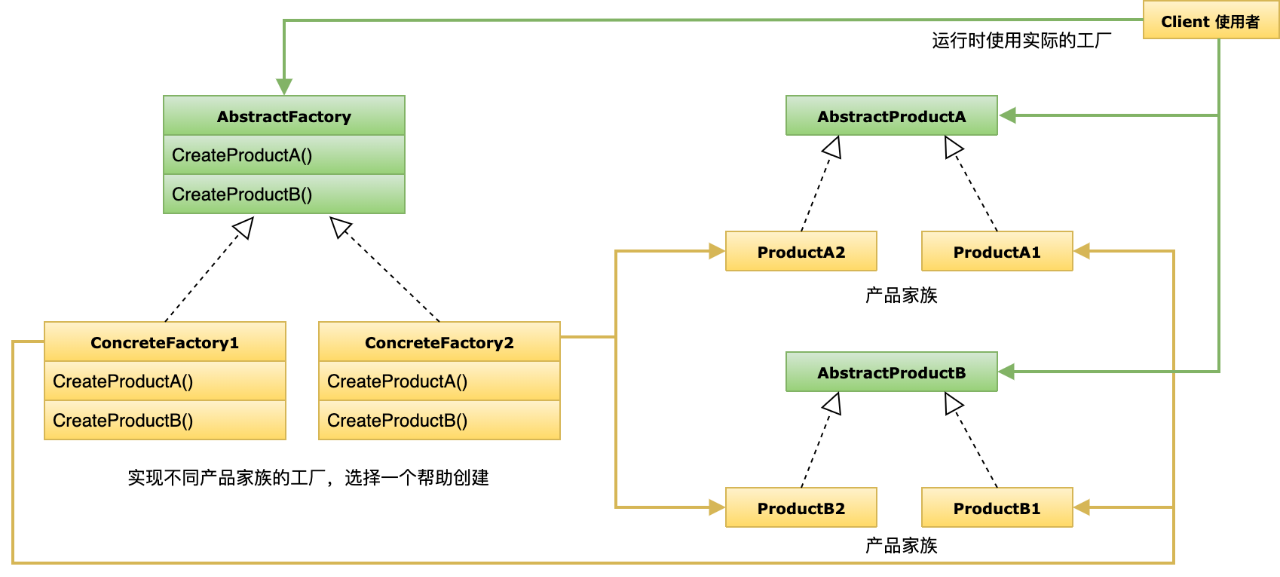 Client 使用者
运行时使用实际的工厂
AbstractFactory
CreateProductA()
CreateProductB()
AbstractProductA
ProductA2
ProductA1
产品家族
ConcreteFactory1
CreateProductA()
CreateProductB()
ConcreteFactory2
CreateProductA()
CreateProductB()
实现不同产品家族的工厂，选择一个帮助创建
AbstractProductB
ProductB2
ProductB1
产品家族